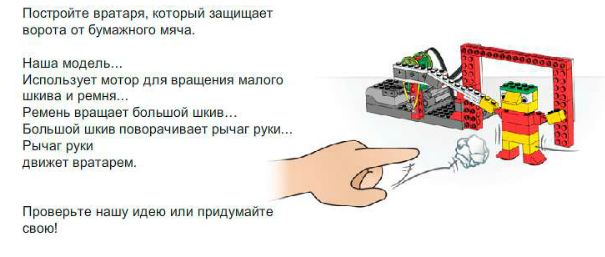 Постройте вратаря, который защищает
ворота от бумажного мяча.
Наша модель...
Использует мотор для вращения малого
шкива и ремня...
Ремень вращает большой шкив...
Большой шкив поворачивает рычаг руки...
Рычаг руки
движет вратарем.
Проверьте нашу идею или придумайте
свою!